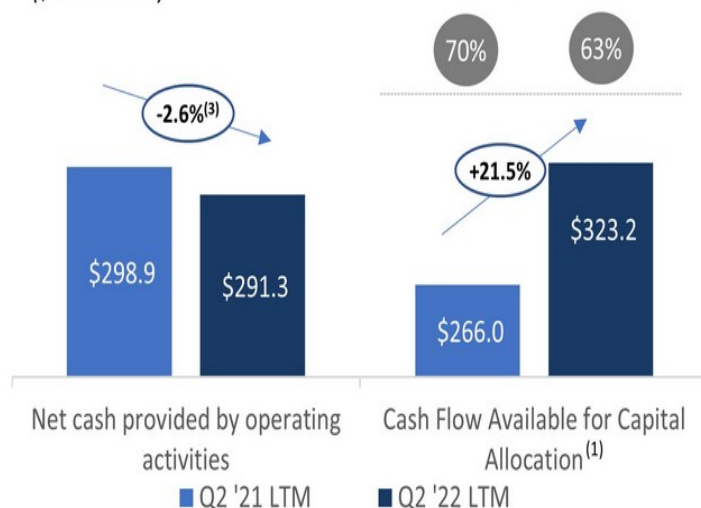 70%
63%
-2.6%(3)
+21.5%
$298.9
$291.3
$266.0
$323.2
Net cash provided by operating
activities
Cash Flow Available for Capital
Allocation(1)
Q2 '21 LTM
Q2 '22 LTM